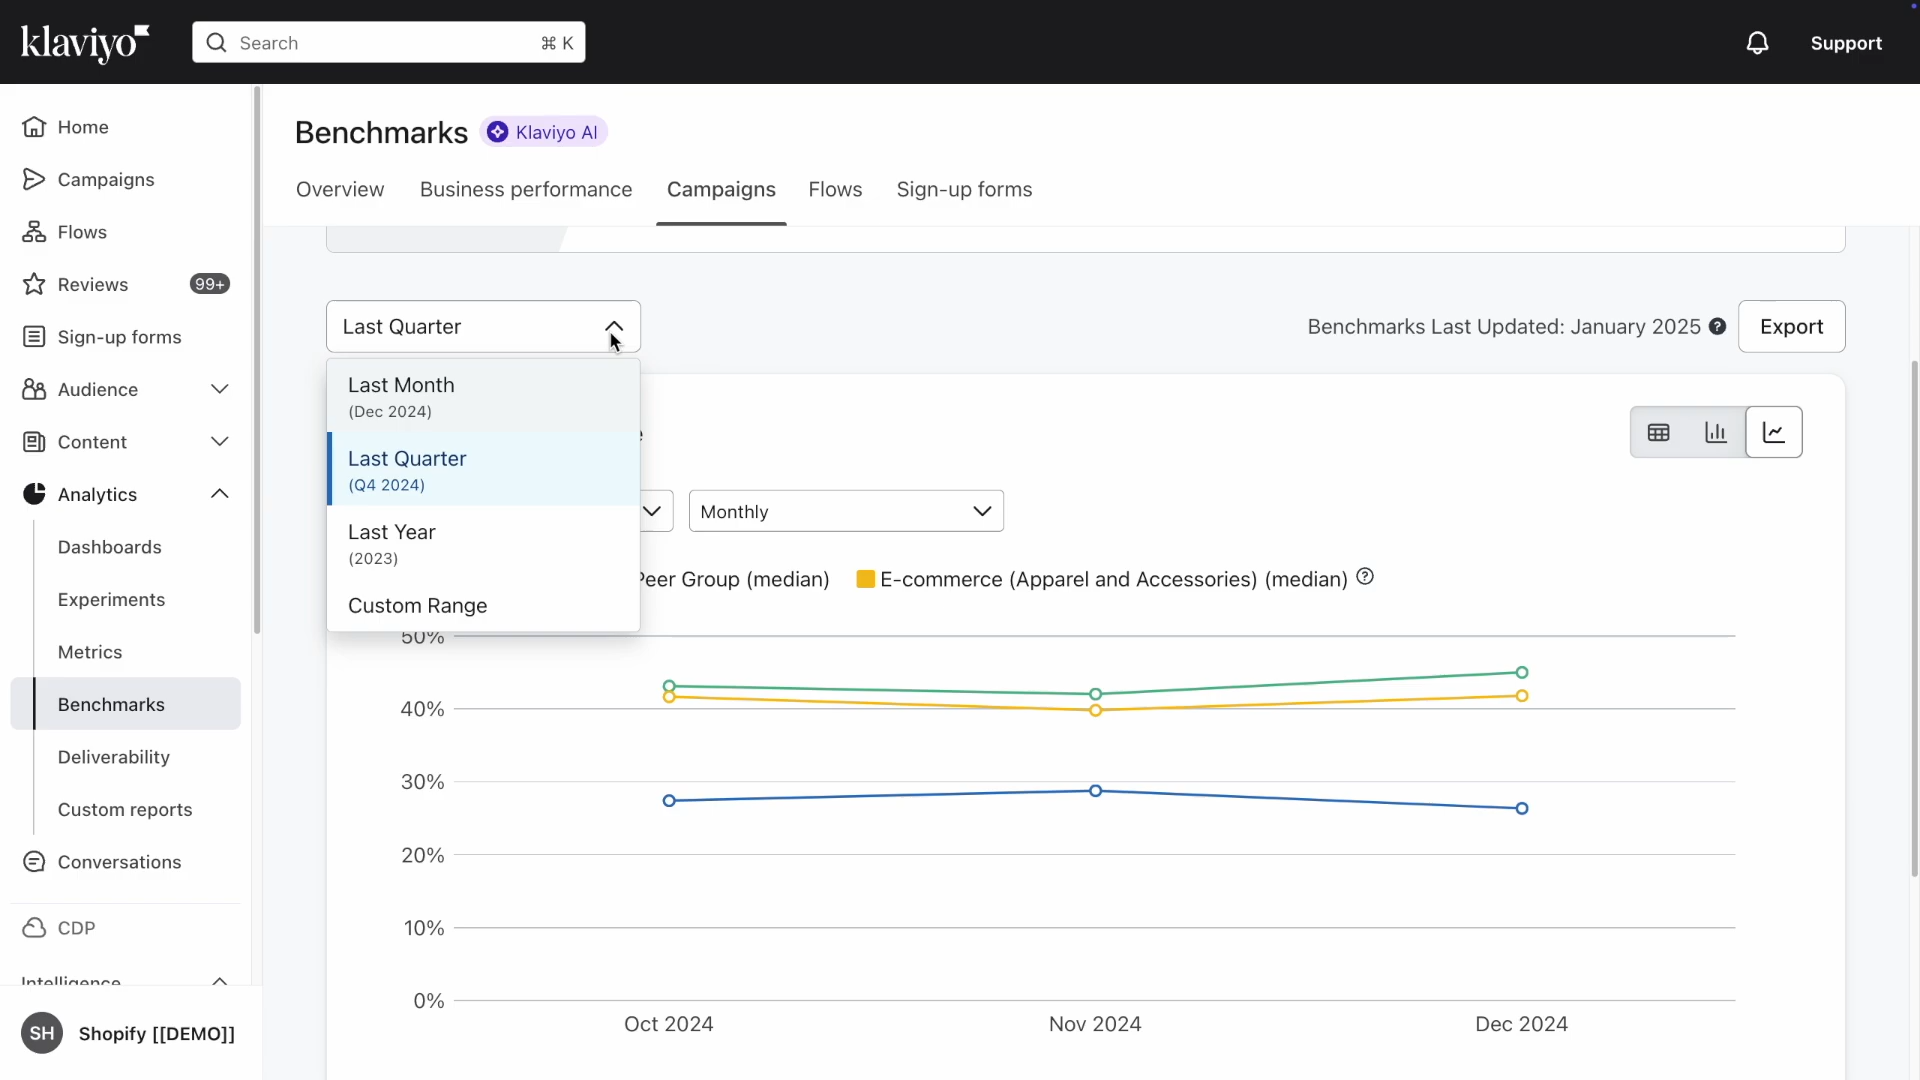 klaviyo
Search
⌘ K
Support
Home
Campaigns
Flows
Reviews
99+
Sign-up forms
Audience
Content
Analytics
Dashboards
Experiments
Metrics
Benchmarks
Deliverability
Custom reports
Conversations
CDP
Intelligence
SH
Shopify [[DEMO]]
Benchmarks
Klaviyo AI
Overview
Business performance
Campaigns
Flows
Sign-up forms
Last Quarter
Benchmarks Last Updated: January 2025
Export
Last Month
(Dec 2024)
Last Quarter
(Q4 2024)
Last Year
(2023)
Custom Range
Monthly
Peer Group (median)
E-commerce (Apparel and Accessories) (median)
50%
40%
30%
20%
10%
0%
Oct 2024
Nov 2024
Dec 2024